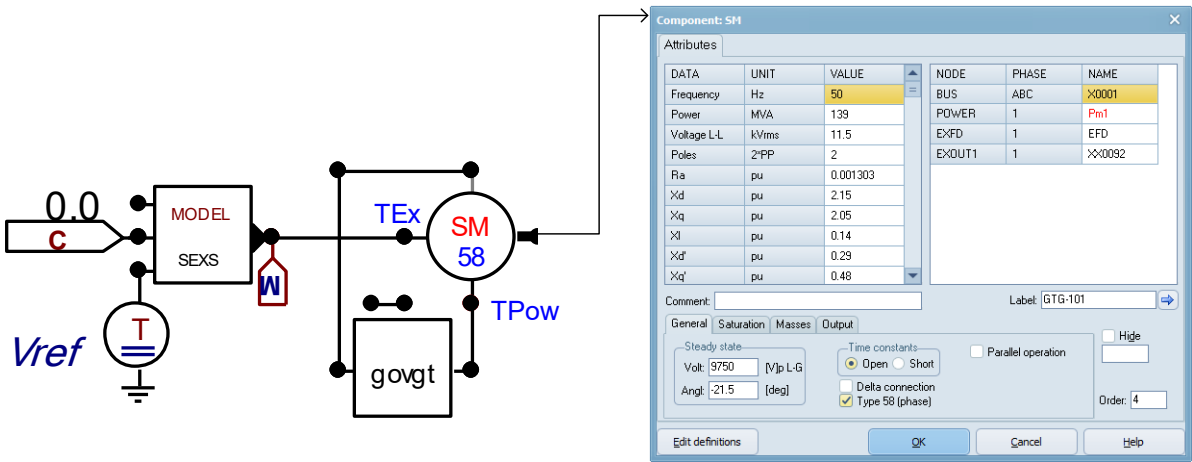 0.0
C
MODEL
SEXS
M
T
Vref
TEx
SM
58
TPow
govgt
Component: SM
Attributes
DATA UNIT VALUE
Frequency Hz 50
Power MVA 139
Voltage L-L kVrms 11.5
Poles 2*PP 2
Ra pu 0.001303
Xd pu 2.15
Xq pu 2.05
Xl pu 0.14
Xd' pu 0.29
Xq' pu 0.48
NODE PHASE NAME
BUS ABC X0001
POWER 1 Pm1
EXFD 1 EFD
EXOUT1 1 XX0092
Comment:
Label: GTG-101
General Saturation Masses Output
Steady state
Volt: 9750 [V]p L-G
Angl: -21.5 [deg]
Time constants
Open Short
Delta connection
Type 58 (phase)
Parallel operation
Hide
Order: 4
Edit definitions OK Cancel Help